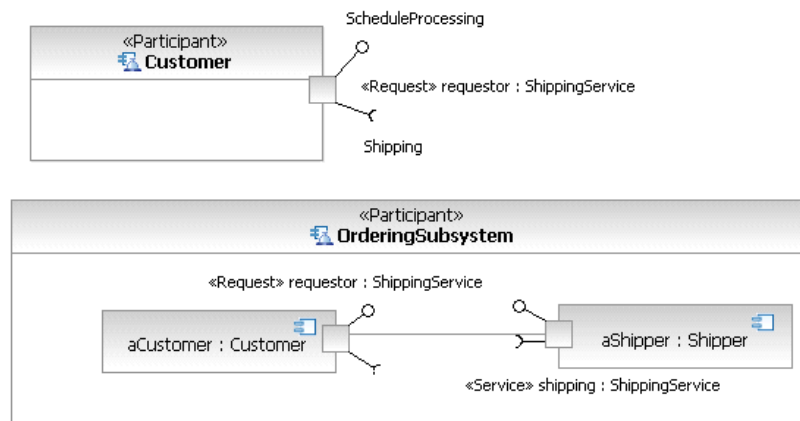 ScheduleProcessing
«Participant»
Customer
«Request» requestor : ShippingService
Shipping
«Participant»
OrderingSubsystem
«Request» requestor : ShippingService
aCustomer : Customer
aShipper : Shipper
«Service» shipping : ShippingService